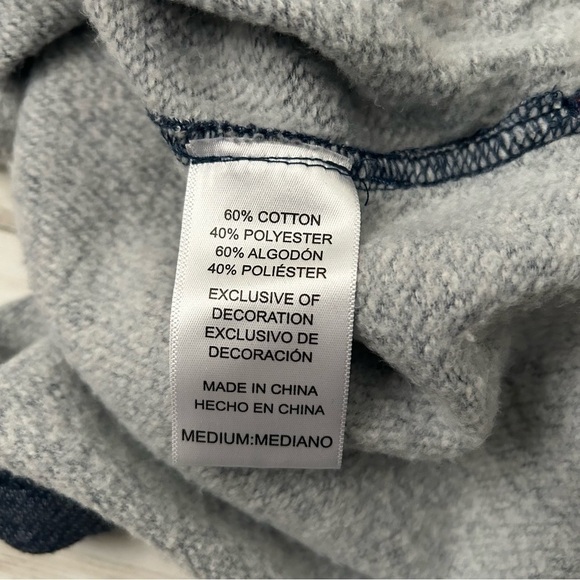 60% COTTON
40% POLYESTER
60% ALGODÓN
40% POLIÉSTER
EXCLUSIVE OF
DECORATION
EXCLUSIVO DE
DECORACIÓN
MADE IN CHINA
HECHO EN CHINA
MEDIUM:MEDIANO